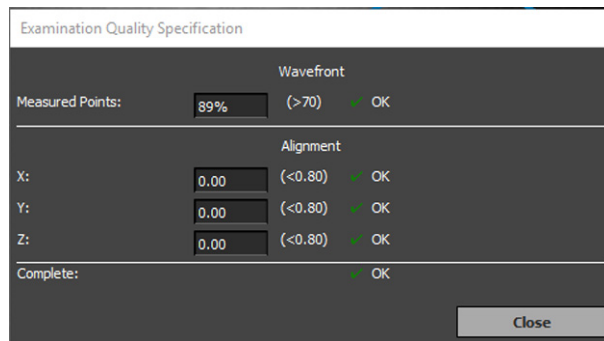 Examination Quality Specification
Wavefront
Measured Points: 89% (>70) ✓ OK
Alignment
X: 0.00 (<0.80) ✓ OK
Y: 0.00 (<0.80) ✓ OK
Z: 0.00 (<0.80) ✓ OK
Complete: ✓ OK
Close